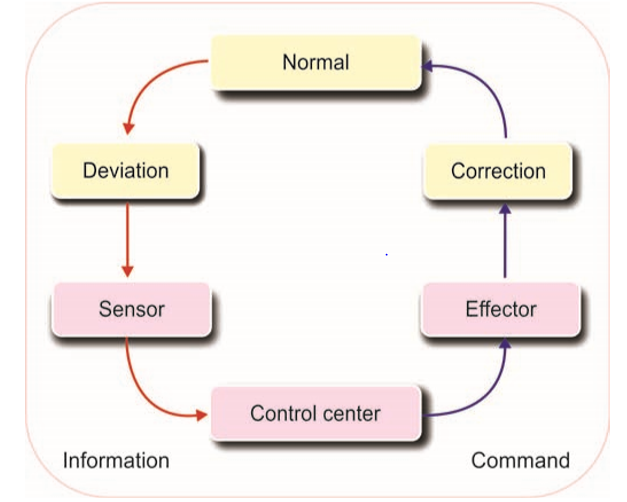 Normal
Deviation
Correction
Sensor
Effector
Control center
Information
Command